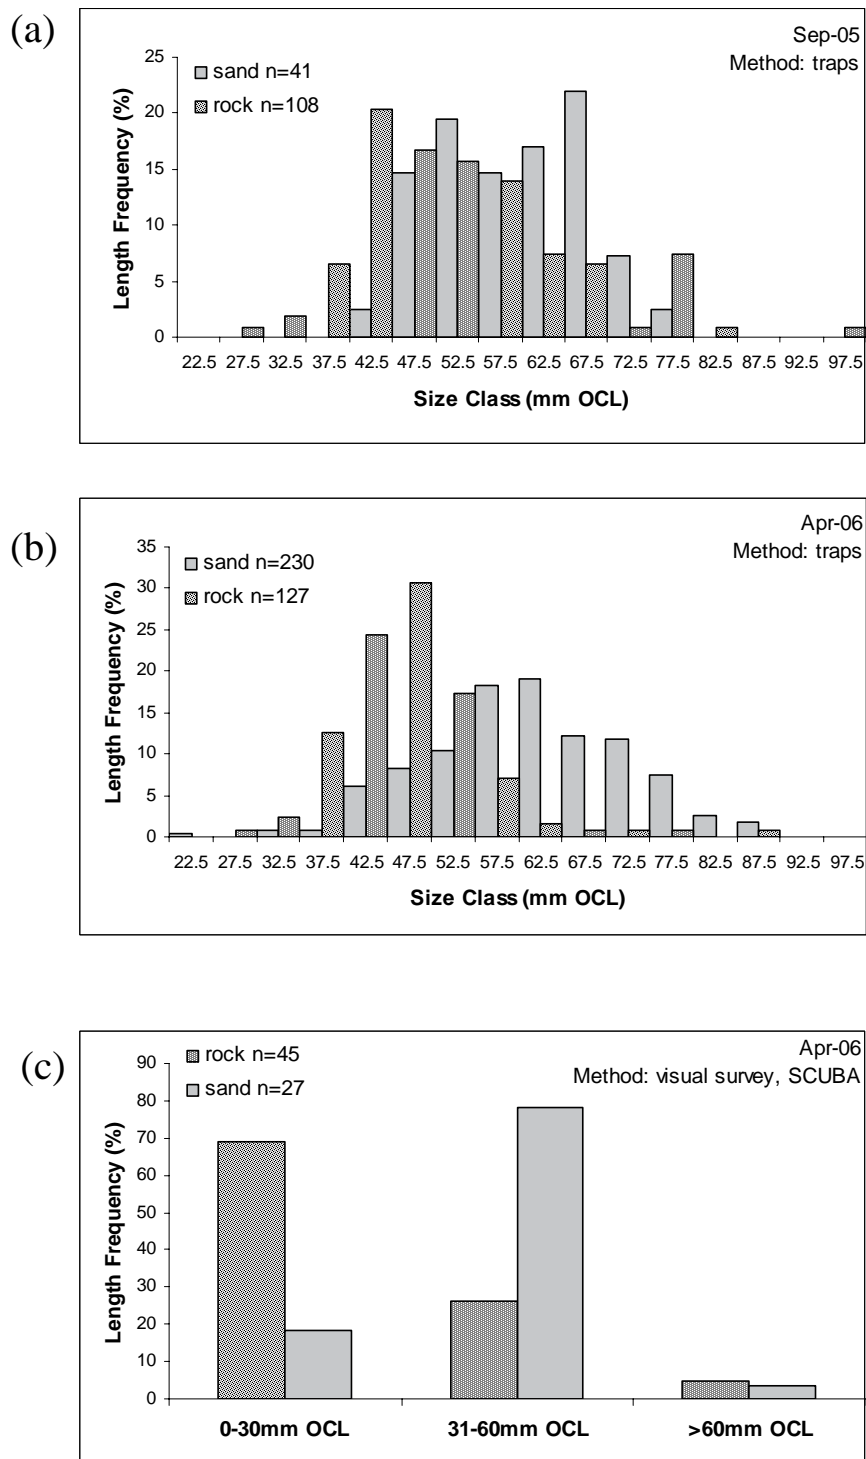 (a)
Sep-05
Method: traps
sand n=41
rock n=108
Length Frequency (%)
25
20
15
10
5
0
22.5 27.5 32.5 37.5 42.5 47.5 52.5 57.5 62.5 67.5 72.5 77.5 82.5 87.5 92.5 97.5
Size Class (mm OCL)
(b)
Apr-06
Method: traps
sand n=230
rock n=127
Length Frequency (%)
35
30
25
20
15
10
5
0
22.5 27.5 32.5 37.5 42.5 47.5 52.5 57.5 62.5 67.5 72.5 77.5 82.5 87.5 92.5 97.5
Size Class (mm OCL)
(c)
Apr-06
Method: visual survey, SCUBA
rock n=45
sand n=27
Length Frequency (%)
90
80
70
60
50
40
30
20
10
0
0-30mm OCL 31-60mm OCL >60mm OCL